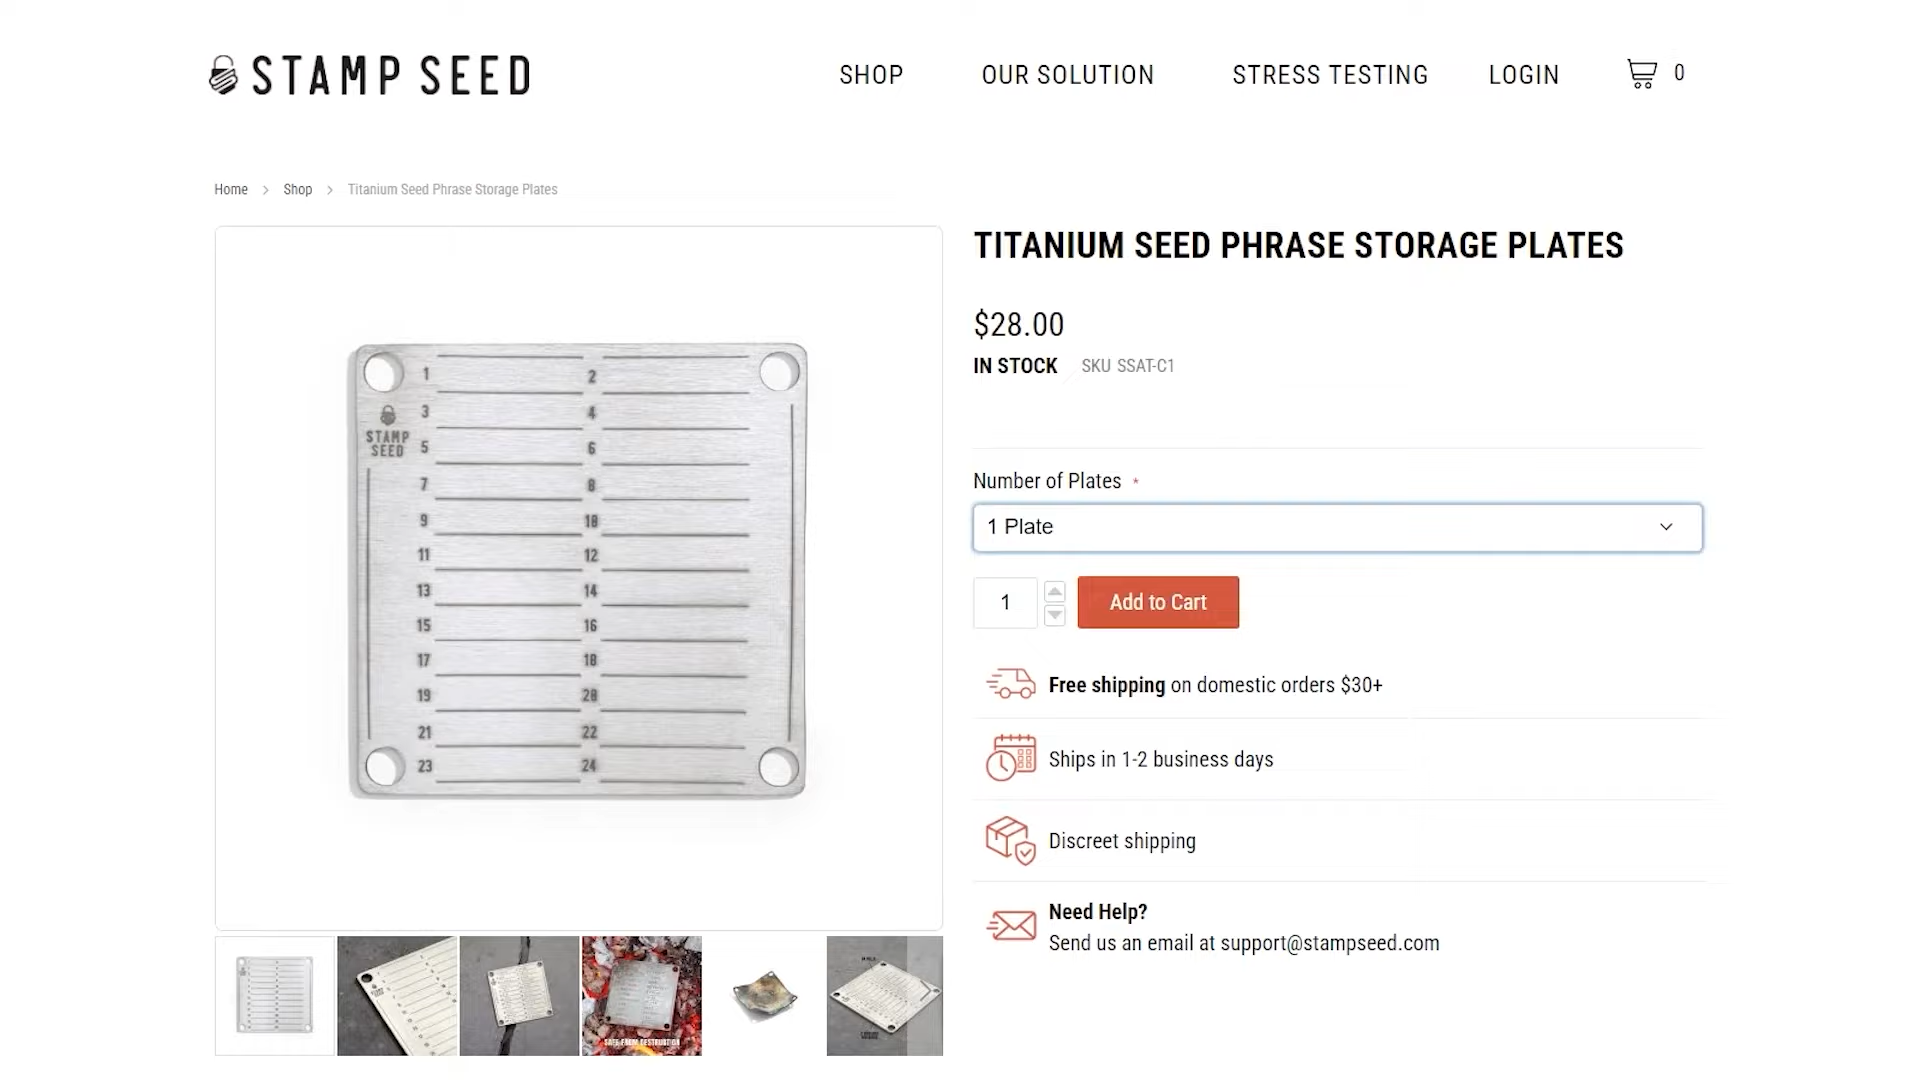 STAMP SEED
SHOP
OUR SOLUTION
STRESS TESTING
LOGIN
0
Home > Shop > Titanium Seed Phrase Storage Plates
1 2
3 4
STAMP
SEED
5 6
7 8
9 10
11 12
13 14
15 16
17 18
19 20
21 22
23 24
SAFE FROM DESTRUCTION
TITANIUM SEED PHRASE STORAGE PLATES
$28.00
IN STOCK SKU SSAT-C1
Number of Plates *
1 Plate
1
Add to Cart
Free shipping on domestic orders $30+
Ships in 1-2 business days
Discreet shipping
Need Help?
Send us an email at support@stampseed.com